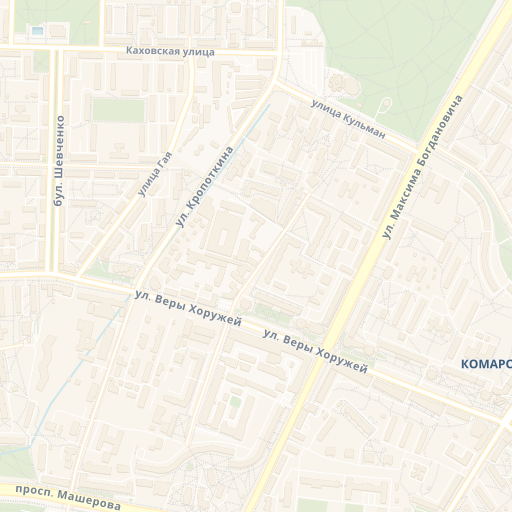 Каховская улица
улица Кульман
бул. Шевченко
улица Гая
ул. Кропоткина
ул. Максима Богдановича
ул. Веры Хоружей
ул. Веры Хоружей
КОМАРО
просп. Машерова